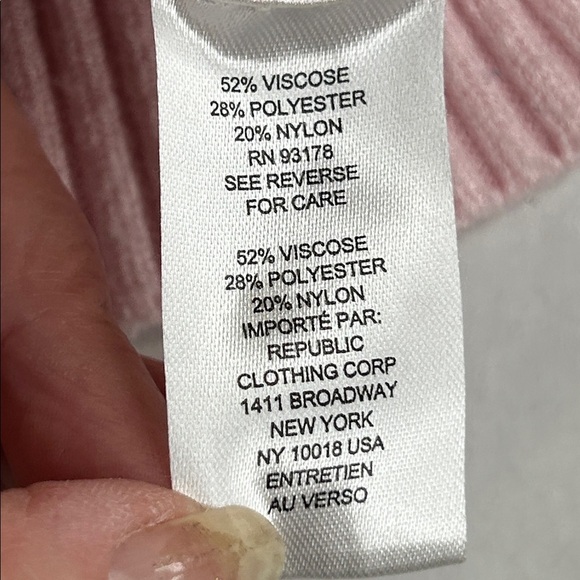 52% VISCOSE
28% POLYESTER
20% NYLON
RN 93178
SEE REVERSE
FOR CARE
52% VISCOSE
28% POLYESTER
20% NYLON
IMPORTÉ PAR:
REPUBLIC
CLOTHING CORP
1411 BROADWAY
NEW YORK
NY 10018 USA
ENTRETIEN
AU VERSO